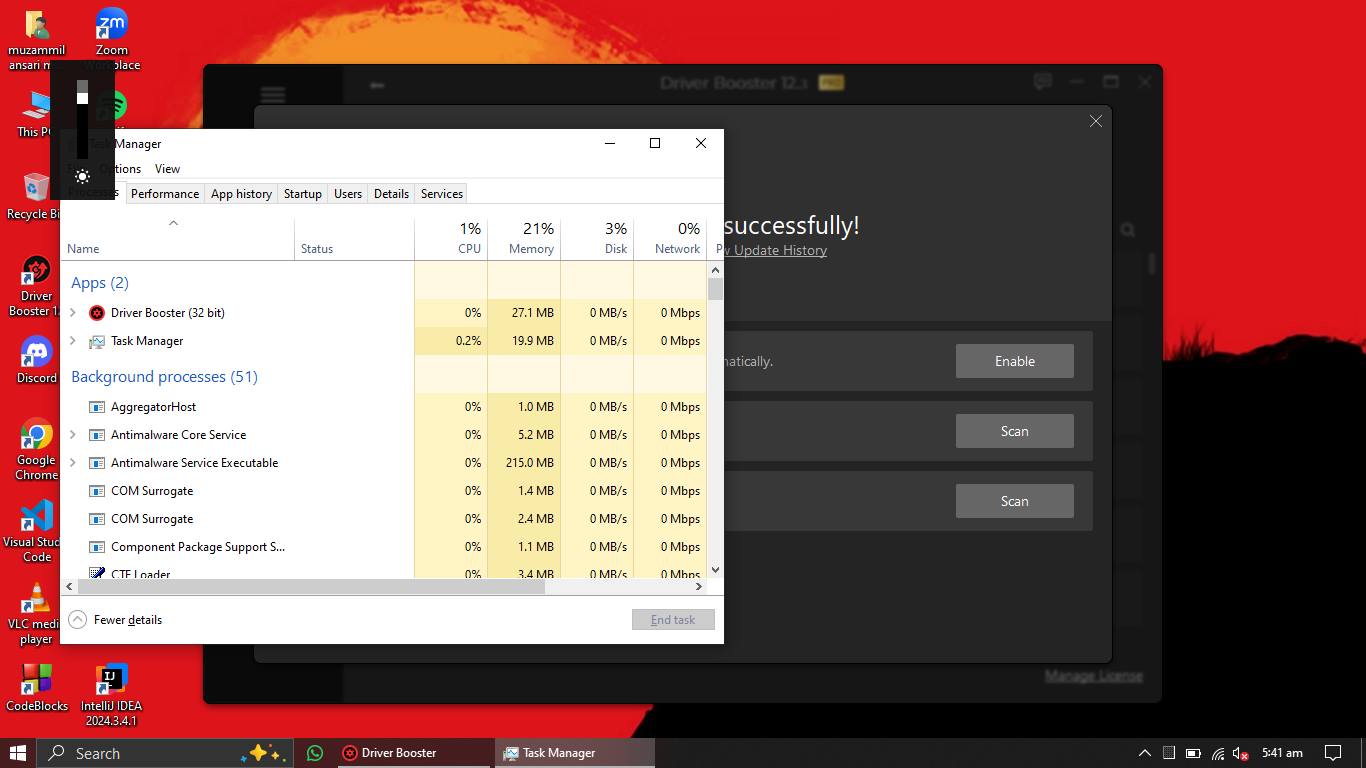 muzammil
ansari m...
Zoom
Workplace
This PC
Recycle Bi
Driver
Booster 1
Discord
Google
Chrome
Visual Stud
Code
VLC medi
player
CodeBlocks
IntelliJ IDEA
2024.3.4.1
Driver Booster 12.3 PRO
successfully!
w Update History
matically.
Enable
Scan
Scan
Manage License
Task Manager
File Options View
Processes Performance App history Startup Users Details Services
1% 21% 3% 0%
Name Status CPU Memory Disk Network P
Apps (2)
Driver Booster (32 bit) 0% 27.1 MB 0 MB/s 0 Mbps
Task Manager 0.2% 19.9 MB 0 MB/s 0 Mbps
Background processes (51)
AggregatorHost 0% 1.0 MB 0 MB/s 0 Mbps
Antimalware Core Service 0% 5.2 MB 0 MB/s 0 Mbps
Antimalware Service Executable 0% 215.0 MB 0 MB/s 0 Mbps
COM Surrogate 0% 1.4 MB 0 MB/s 0 Mbps
COM Surrogate 0% 2.4 MB 0 MB/s 0 Mbps
Component Package Support S... 0% 1.1 MB 0 MB/s 0 Mbps
CTF Loader 0% 3.4 MB 0 MB/s 0 Mbps
Fewer details
End task
Search
Driver Booster
Task Manager
5:41 am